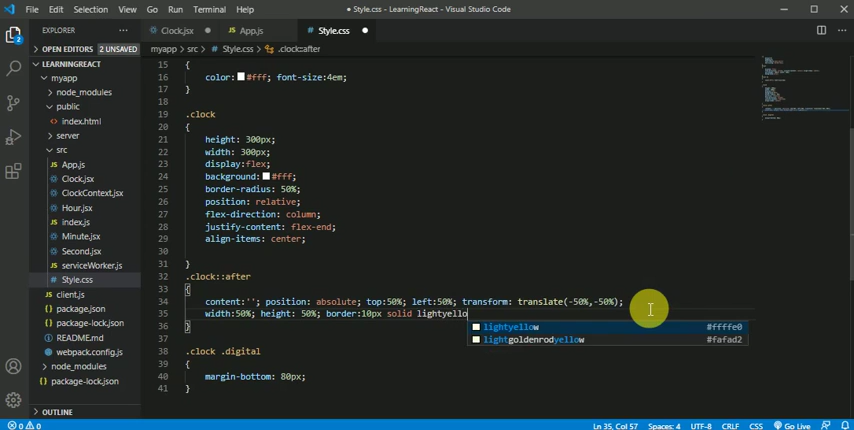 File Edit Selection View Go Run Terminal Help
● Style.css - LearningReact - Visual Studio Code
EXPLORER ···
Clock.jsx ●
JS App.js
# Style.css ●
OPEN EDITORS 2 UNSAVED
myapp > src > # Style.css > .clock::after
LEARNINGREACT
myapp
node_modules
public
<> index.html
server
src
JS App.js
Clock.jsx
ClockContext.jsx
Hour.jsx
JS index.js
Minute.jsx
Second.jsx
JS serviceWorker.js
# Style.css
JS client.js
{} package.json
{} package-lock.json
README.md
webpack.config.js
node_modules
{} package-lock.json
OUTLINE
2
15 {
16 color: #fff; font-size:4em;
17 }
18
19 .clock
20 {
21 height: 300px;
22 width: 300px;
23 display:flex;
24 background: #fff;
25 border-radius: 50%;
26 position: relative;
27 flex-direction: column;
28 justify-content: flex-end;
29 align-items: center;
30
31 }
32 .clock::after
33 {
34 content:''; position: absolute; top:50%; left:50%; transform: translate(-50%,-50%);
35 width:50%; height: 50%; border:10px solid lightyello
lightyellow #ffffe0
lightgoldenrodyellow #fafad2
36 }
37
38 .clock .digital
39 {
40 margin-bottom: 80px;
41 }
0 0 Ln 35, Col 57 Spaces: 4 UTF-8 CRLF CSS Go Live